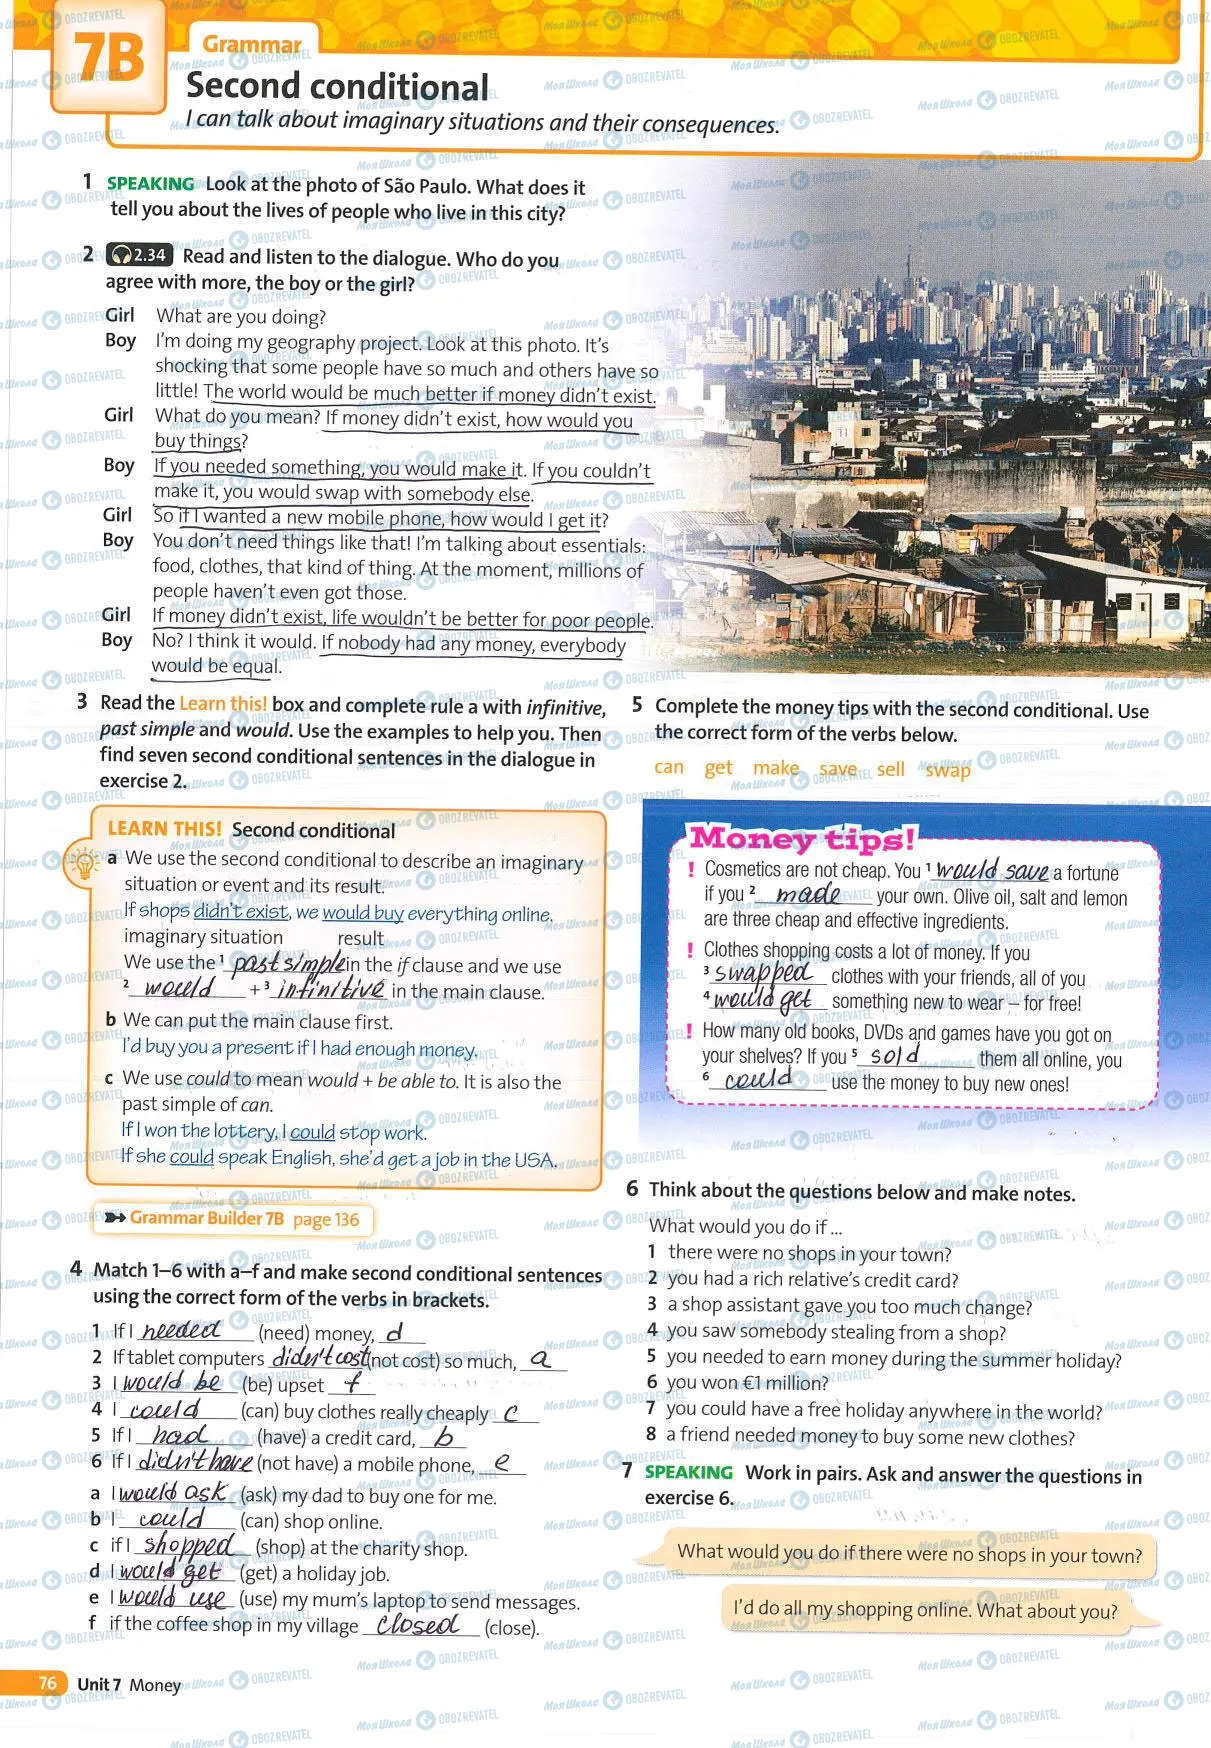 7B
Grammar
Second conditional
I can talk about imaginary situations and their consequences.
1 SPEAKING Look at the photo of São Paulo. What does it
tell you about the lives of people who live in this city?
2 2.34 Read and listen to the dialogue. Who do you
agree with more, the boy or the girl?
Girl What are you doing?
Boy I'm doing my geography project. Look at this photo. It's
shocking that some people have so much and others have so
little! The world would be much better if money didn't exist.
Girl What do you mean? If money didn't exist, how would you
buy things?
Boy If you needed something, you would make it. If you couldn't
make it, you would swap with somebody else.
Girl So if I wanted a new mobile phone, how would I get it?
Boy You don't need things like that! I'm talking about essentials:
food, clothes, that kind of thing. At the moment, millions of
people haven't even got those.
Girl If money didn't exist, life wouldn't be better for poor people.
Boy No? I think it would. If nobody had any money, everybody
would be equal.
3 Read the Learn this! box and complete rule a with infinitive,
past simple and would. Use the examples to help you. Then
find seven second conditional sentences in the dialogue in
exercise 2.
LEARN THIS! Second conditional
a We use the second conditional to describe an imaginary
situation or event and its result.
If shops didn't exist, we would buy everything online.
imaginary situation result
We use the 1 past simple in the if clause and we use
2 would + 3 infinitive in the main clause.
b We can put the main clause first.
I'd buy you a present if I had enough money.
c We use could to mean would + be able to. It is also the
past simple of can.
If I won the lottery, I could stop work.
If she could speak English, she'd get a job in the USA.
Grammar Builder 7B page 136
4 Match 1–6 with a–f and make second conditional sentences
using the correct form of the verbs in brackets.
1 If I needed (need) money, d
2 If tablet computers didn't cost (not cost) so much, a
3 I would be (be) upset f
4 I could (can) buy clothes really cheaply c
5 If I had (have) a credit card, b
6 If I didn't have (not have) a mobile phone, e
a I would ask (ask) my dad to buy one for me.
b I could (can) shop online.
c if I shopped (shop) at the charity shop.
d I would get (get) a holiday job.
e I would use (use) my mum's laptop to send messages.
f if the coffee shop in my village closed (close).
5 Complete the money tips with the second conditional. Use
the correct form of the verbs below.
can get make save sell swap
Money tips!
! Cosmetics are not cheap. You 1 would save a fortune
if you 2 made your own. Olive oil, salt and lemon
are three cheap and effective ingredients.
! Clothes shopping costs a lot of money. If you
3 swapped clothes with your friends, all of you
4 would get something new to wear – for free!
! How many old books, DVDs and games have you got on
your shelves? If you 5 sold them all online, you
6 could use the money to buy new ones!
6 Think about the questions below and make notes.
What would you do if ...
1 there were no shops in your town?
2 you had a rich relative's credit card?
3 a shop assistant gave you too much change?
4 you saw somebody stealing from a shop?
5 you needed to earn money during the summer holiday?
6 you won €1 million?
7 you could have a free holiday anywhere in the world?
8 a friend needed money to buy some new clothes?
7 SPEAKING Work in pairs. Ask and answer the questions in
exercise 6.
What would you do if there were no shops in your town?
I'd do all my shopping online. What about you?
76 Unit 7 Money
Моя Школа OBOZREVATEL